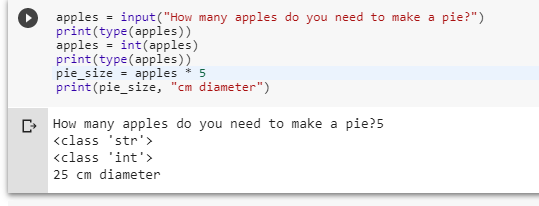 apples = input("How many apples do you need to make a pie?")
print(type(apples))
apples = int(apples)
print(type(apples))
pie_size = apples * 5
print(pie_size, "cm diameter")
How many apples do you need to make a pie?5
<class 'str'>
<class 'int'>
25 cm diameter